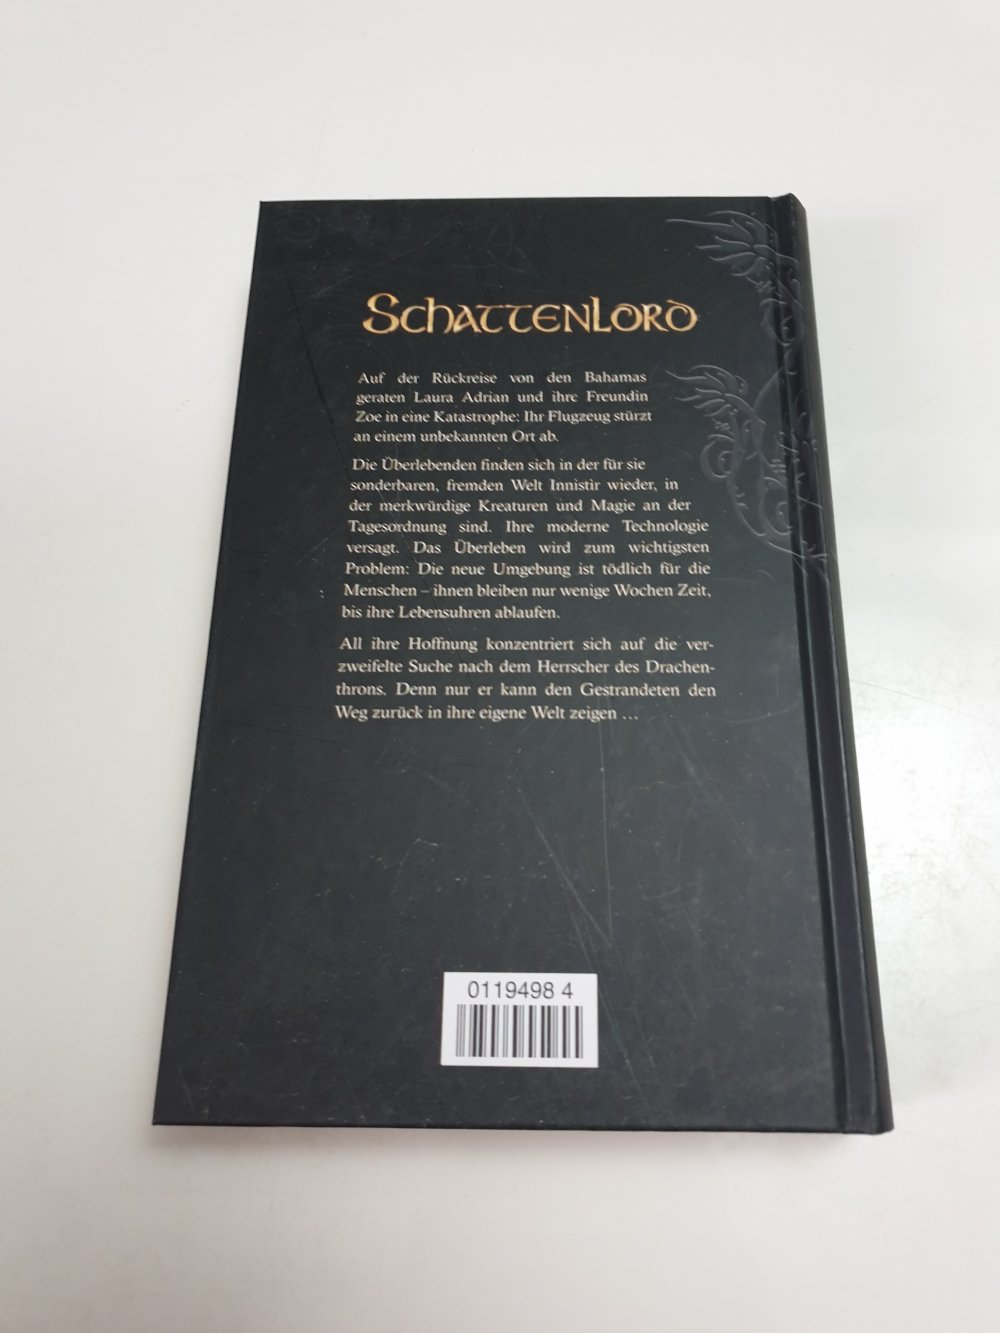 SCHATTENLORD
Auf der Rückreise von den Bahamas
geraten Laura Adrian und ihre Freundin
Zoe in eine Katastrophe: Ihr Flugzeug stürzt
an einem unbekannten Ort ab.
Die Überlebenden finden sich in der für sie
sonderbaren, fremden Welt Innistir wieder, in
der merkwürdige Kreaturen und Magie an der
Tagesordnung sind. Ihre moderne Technologie
versagt. Das Überleben wird zum wichtigsten
Problem: Die neue Umgebung ist tödlich für die
Menschen – ihnen bleiben nur wenige Wochen Zeit,
bis ihre Lebensuhren ablaufen.
All ihre Hoffnung konzentriert sich auf die ver-
zweifelte Suche nach dem Herrscher des Drachen-
throns. Denn nur er kann den Gestrandeten den
Weg zurück in ihre eigene Welt zeigen ...
0119498 4